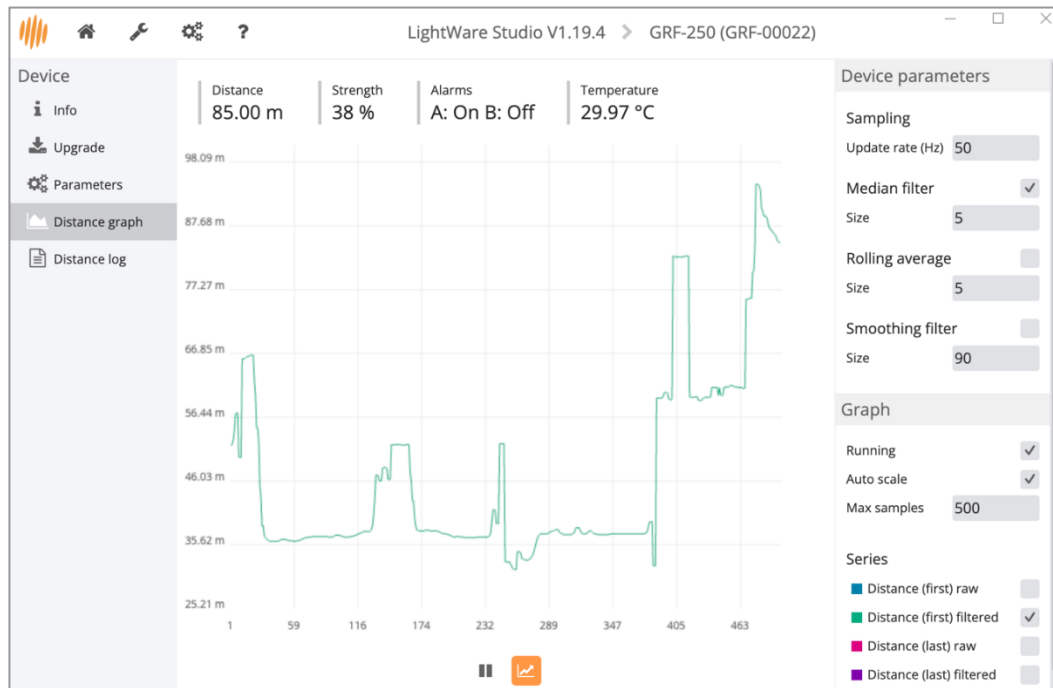 LightWare Studio V1.19.4 > GRF-250 (GRF-00022)
Device
Info
Upgrade
Parameters
Distance graph
Distance log
Distance Strength Alarms Temperature
85.00 m 38 % A: On B: Off 29.97 °C
98.09 m
87.68 m
77.27 m
66.85 m
56.44 m
46.03 m
35.62 m
25.21 m
1 59 116 174 232 289 347 405 463
Device parameters
Sampling
Update rate (Hz) 50
Median filter
Size 5
Rolling average
Size 5
Smoothing filter
Size 90
Graph
Running
Auto scale
Max samples 500
Series
Distance (first) raw
Distance (first) filtered
Distance (last) raw
Distance (last) filtered